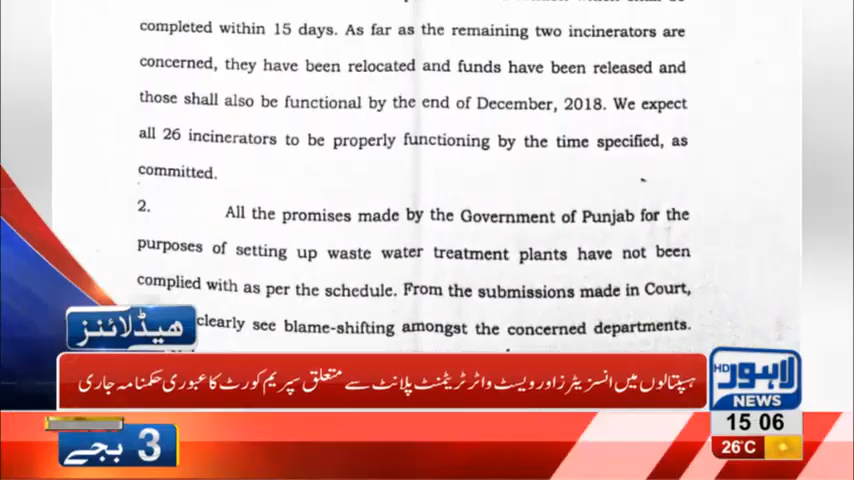 completed within 15 days. As far as the remaining two incinerators are
concerned, they have been relocated and funds have been released and
those shall also be functional by the end of December, 2018. We expect
all 26 incinerators to be properly functioning by the time specified, as
committed.
2. All the promises made by the Government of Punjab for the
purposes of setting up waste water treatment plants have not been
complied with as per the schedule. From the submissions made in Court,
clearly see blame-shifting amongst the concerned departments.
ہیڈلائنز
ہسپتالوں میں انسزیٹرز اور ویسٹ واٹر ٹریٹمنٹ پلانٹ سے متعلق سپریم کورٹ کا عبوری حکمنامہ جاری
HD لاہور
NEWS
15 06
26°C
3 بجے